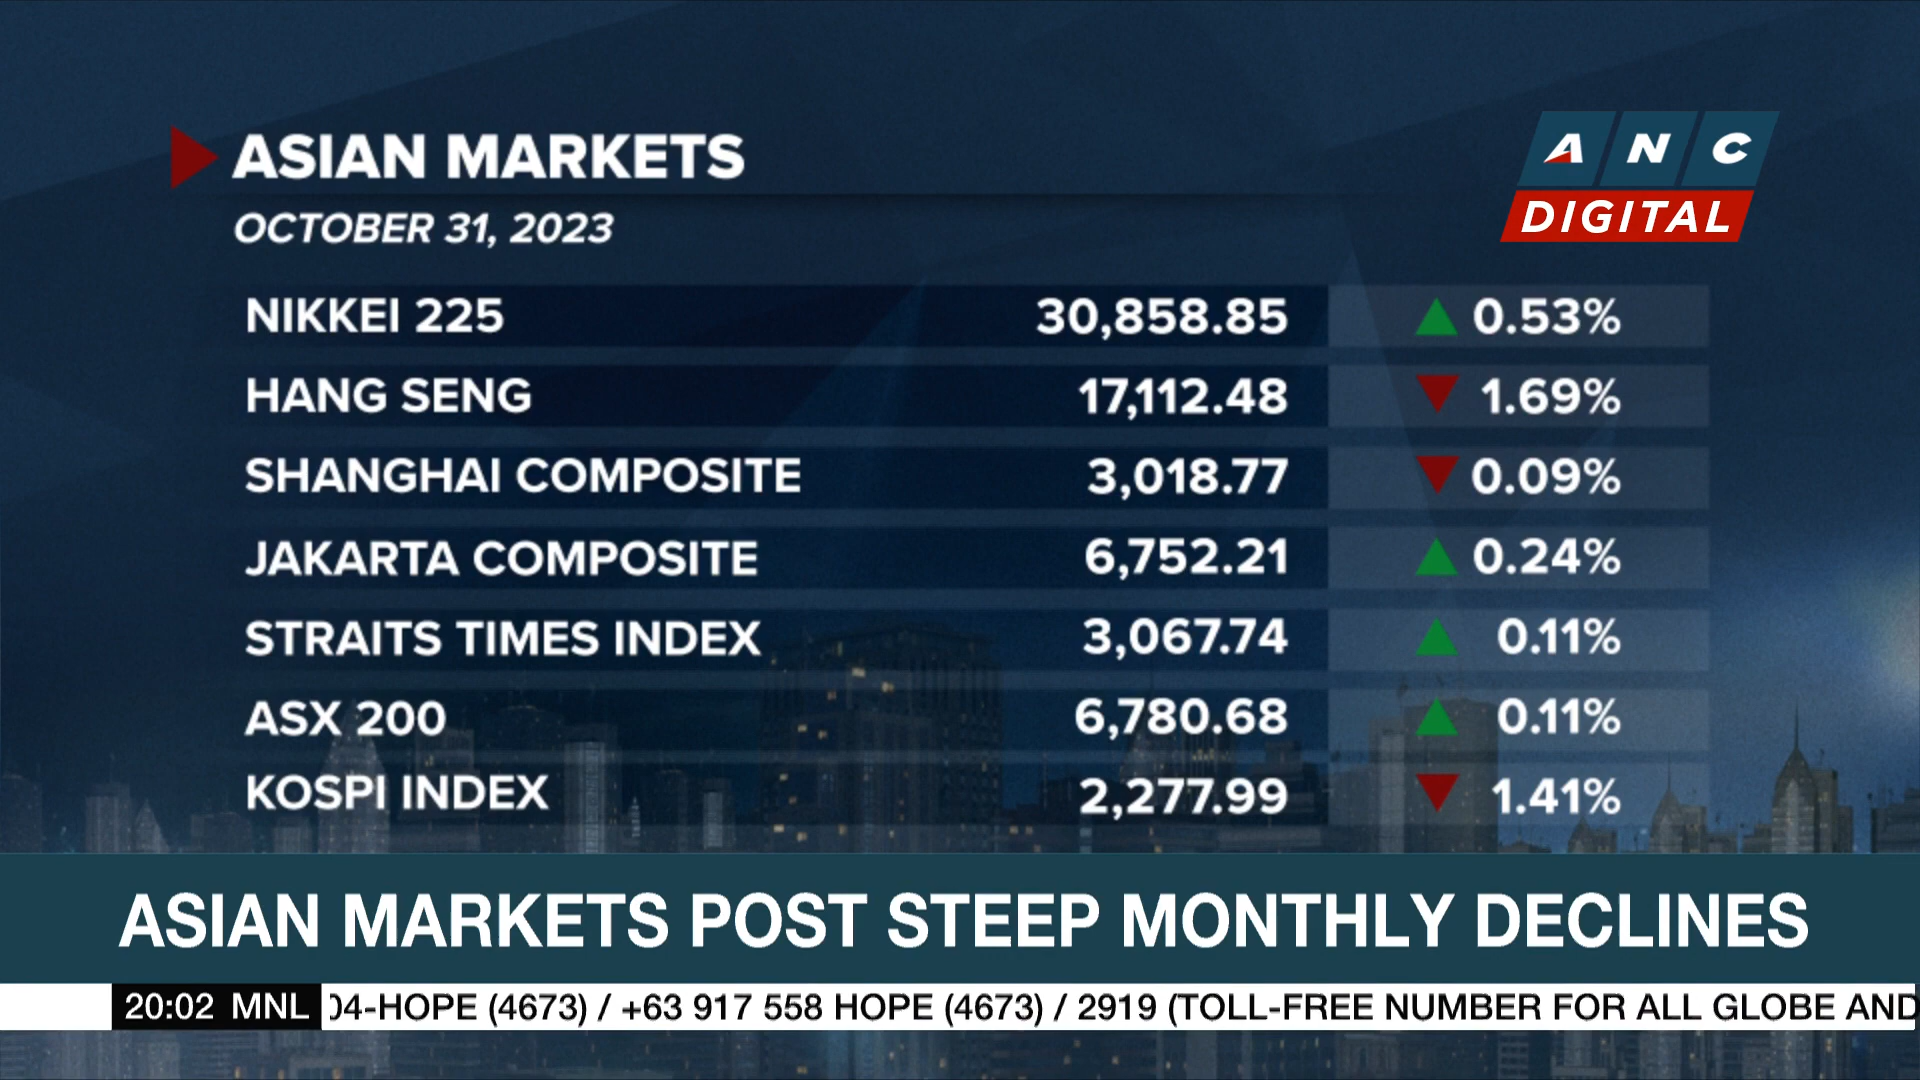 ASIAN MARKETS
OCTOBER 31, 2023
ANC
DIGITAL
NIKKEI 225 30,858.85 0.53%
HANG SENG 17,112.48 1.69%
SHANGHAI COMPOSITE 3,018.77 0.09%
JAKARTA COMPOSITE 6,752.21 0.24%
STRAITS TIMES INDEX 3,067.74 0.11%
ASX 200 6,780.68 0.11%
KOSPI INDEX 2,277.99 1.41%
ASIAN MARKETS POST STEEP MONTHLY DECLINES
20:02 MNL 04-HOPE (4673) / +63 917 558 HOPE (4673) / 2919 (TOLL-FREE NUMBER FOR ALL GLOBE AND